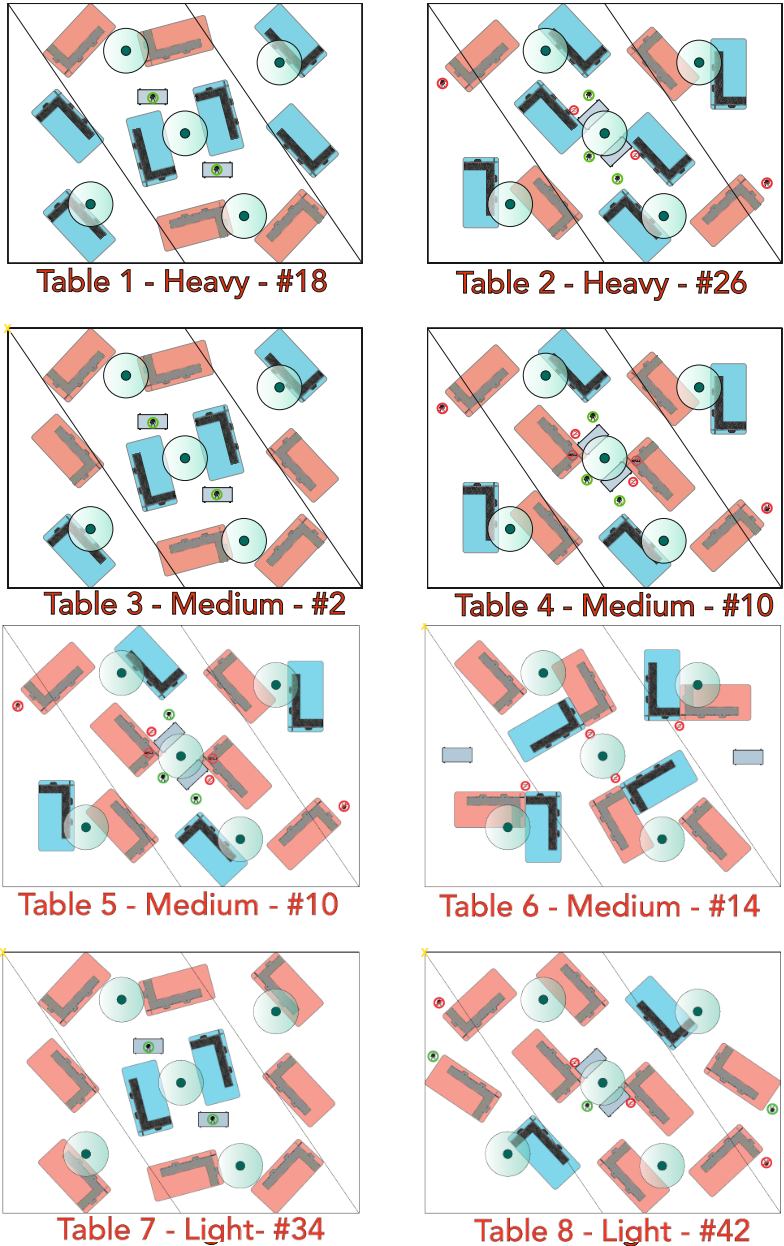 Table 1 - Heavy - #18
Table 2 - Heavy - #26
Table 3 - Medium - #2
Table 4 - Medium - #10
Table 5 - Medium - #10
Table 6 - Medium - #14
Table 7 - Light- #34
Table 8 - Light - #42